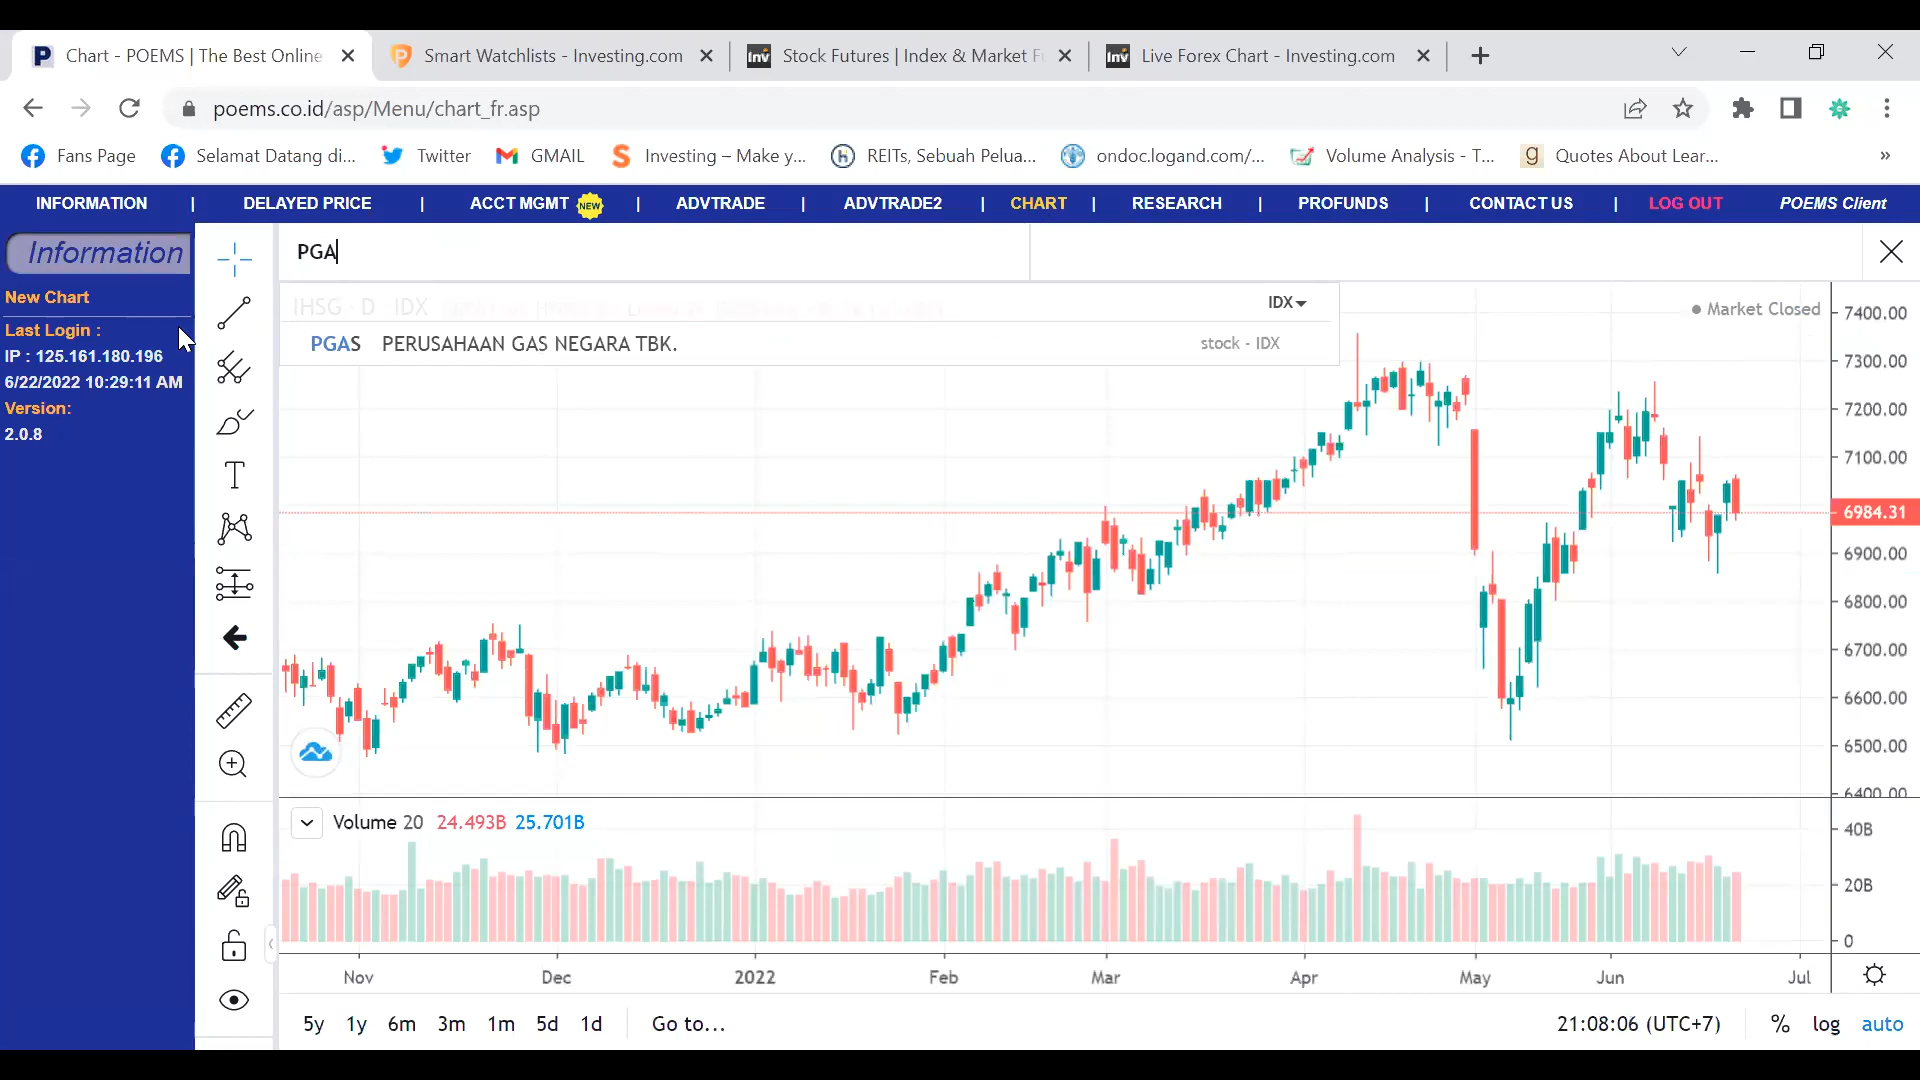 Chart - POEMS | The Best Online
Smart Watchlists - Investing.com
Stock Futures | Index & Market F
Live Forex Chart - Investing.com
poems.co.id/asp/Menu/chart_fr.asp
Fans Page
Selamat Datang di...
Twitter
GMAIL
Investing – Make y...
REITs, Sebuah Pelua...
ondoc.logand.com/...
Volume Analysis - T...
Quotes About Lear...
INFORMATION | DELAYED PRICE | ACCT MGMT NEW | ADVTRADE | ADVTRADE2 | CHART | RESEARCH | PROFUNDS | CONTACT US | LOG OUT POEMS Client
Information
New Chart
Last Login :
IP : 125.161.180.196
6/22/2022 10:29:11 AM
Version:
2.0.8
PGA
IHSG D IDX
IDX
PGAS PERUSAHAAN GAS NEGARA TBK. stock - IDX
Market Closed
7400.00
7300.00
7200.00
7100.00
6984.31
6900.00
6800.00
6700.00
6600.00
6500.00
6400.00
Volume 20 24.493B 25.701B
40B
20B
0
Nov Dec 2022 Feb Mar Apr May Jun Jul
5y 1y 6m 3m 1m 5d 1d Go to... 21:08:06 (UTC+7) % log auto